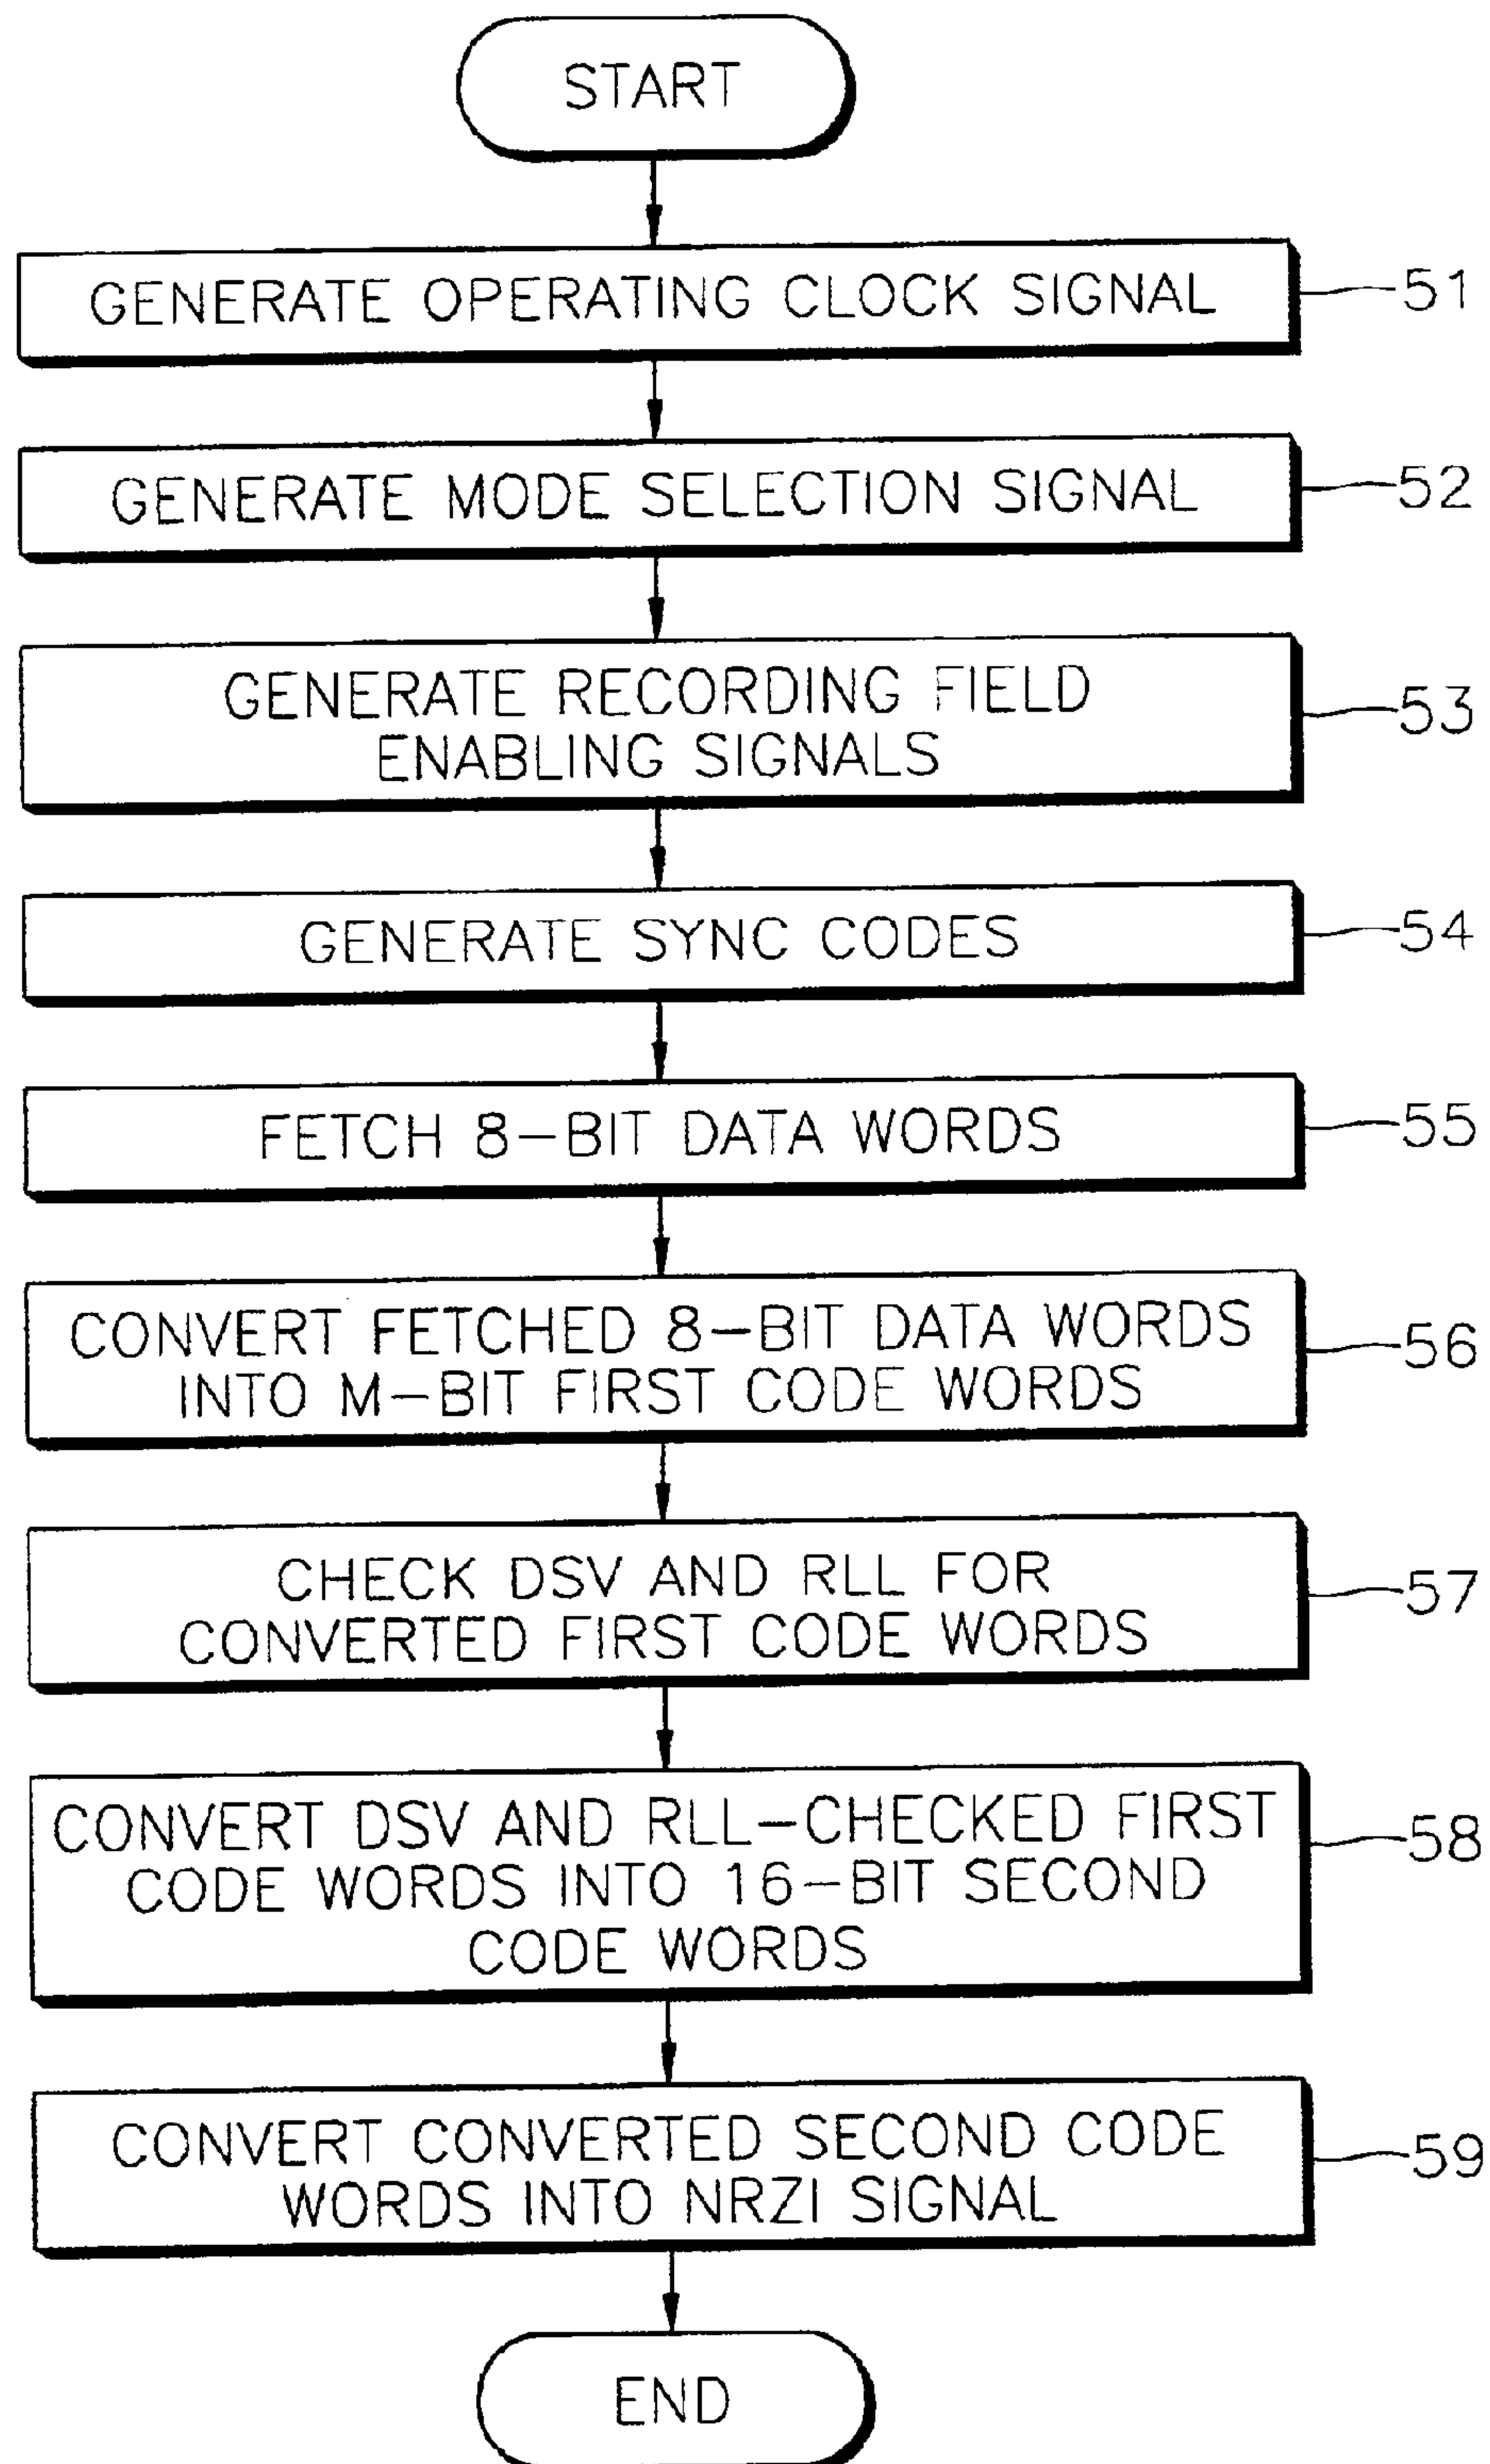 START
GENERATE OPERATING CLOCK SIGNAL
51
GENERATE MODE SELECTION SIGNAL
52
GENERATE RECORDING FIELD
ENABLING SIGNALS
53
GENERATE SYNC CODES
54
FETCH 8-BIT DATA WORDS
55
CONVERT FETCHED 8-BIT DATA WORDS
INTO M-BIT FIRST CODE WORDS
56
CHECK DSV AND RLL FOR
CONVERTED FIRST CODE WORDS
57
CONVERT DSV AND RLL-CHECKED FIRST
CODE WORDS INTO 16-BIT SECOND
CODE WORDS
58
CONVERT CONVERTED SECOND CODE
WORDS INTO NRZI SIGNAL
59
END